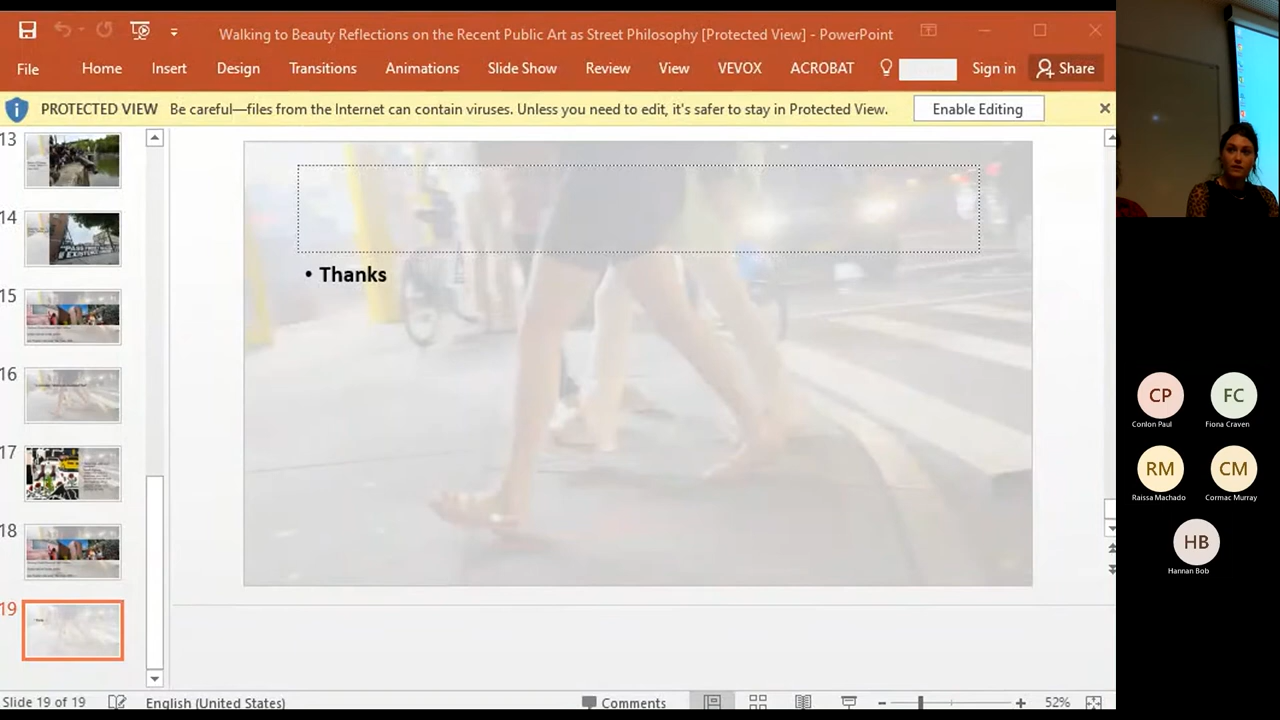 Walking to Beauty Reflections on the Recent Public Art as Street Philosophy [Protected View] - PowerPoint
File Home Insert Design Transitions Animations Slide Show Review View VEVOX ACROBAT Sign in Share
PROTECTED VIEW Be careful—files from the Internet can contain viruses. Unless you need to edit, it's safer to stay in Protected View. Enable Editing
13
14
15
16
17
18
19
• Thanks
CP FC
Conlon Paul Fiona Craven
RM CM
Raissa Machado Cormac Murray
HB
Hannan Bob
Slide 19 of 19 English (United States) Comments 52%